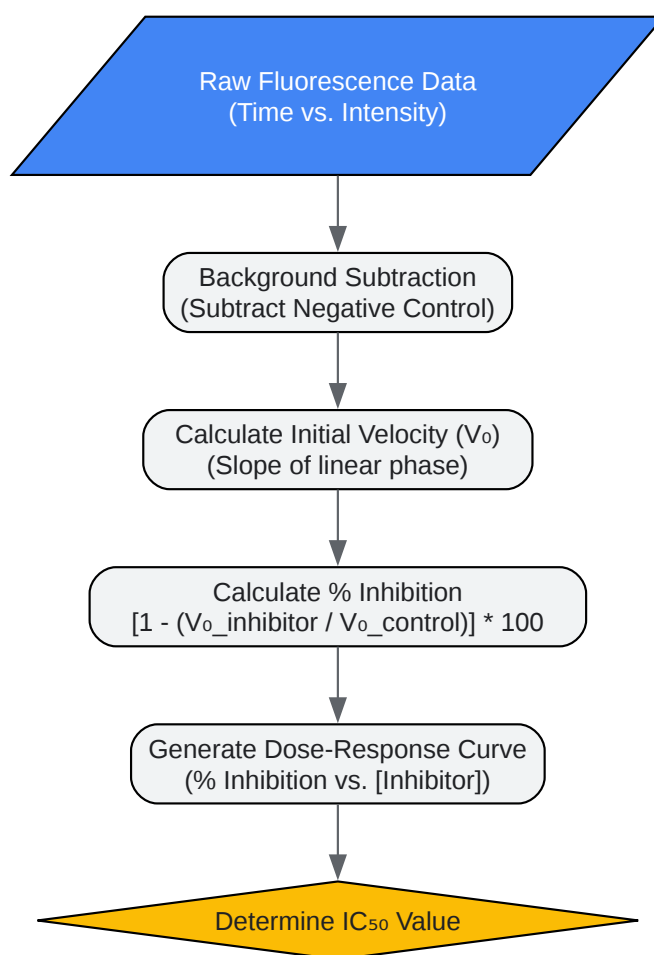 Raw Fluorescence Data
(Time vs. Intensity)
Background Subtraction
(Subtract Negative Control)
Calculate Initial Velocity (V₀)
(Slope of linear phase)
Calculate % Inhibition
[1 - (V₀_inhibitor / V₀_control)] * 100
Generate Dose-Response Curve
(% Inhibition vs. [Inhibitor])
Determine IC₅₀ Value